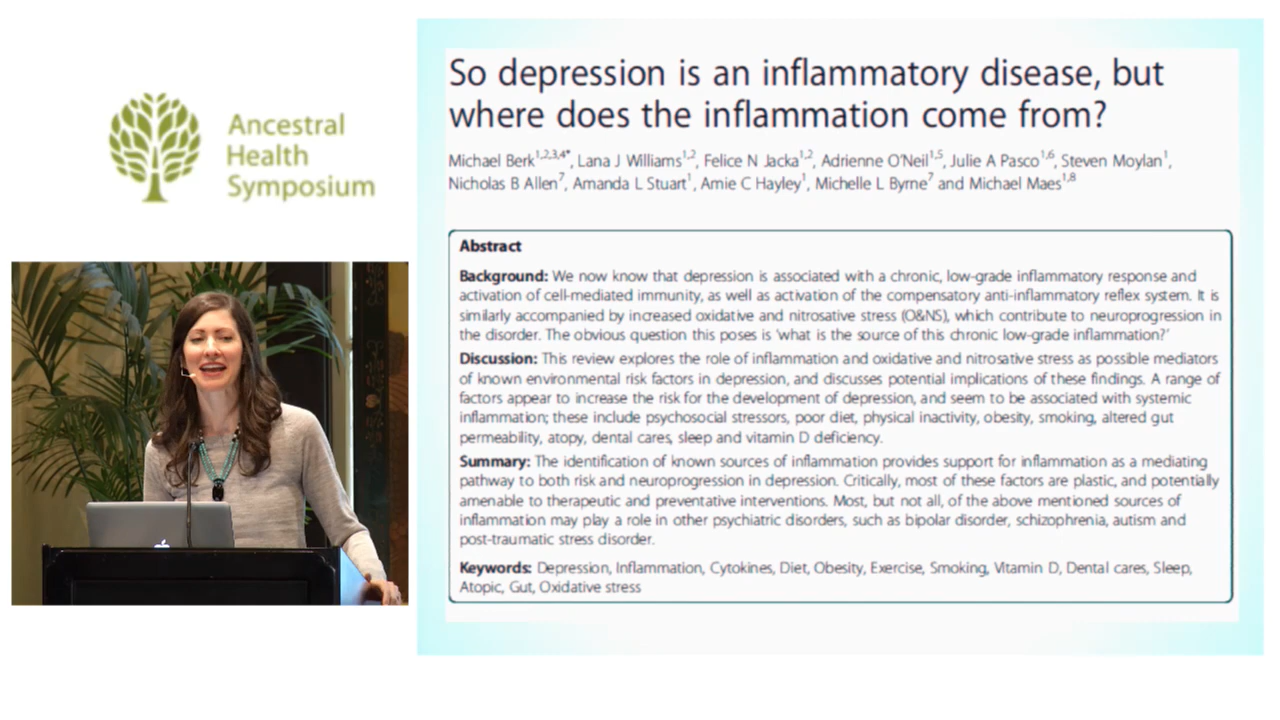 Ancestral
Health
Symposium
So depression is an inflammatory disease, but
where does the inflammation come from?
Michael Berk1,2,3,4*, Lana J Williams1,2, Felice N Jacka1,2, Adrienne O'Neil1,5, Julie A Pasco1,6, Steven Moylan1,
Nicholas B Allen7, Amanda L Stuart1, Amie C Hayley1, Michelle L Byrne7 and Michael Maes1,8
Abstract
Background: We now know that depression is associated with a chronic, low-grade inflammatory response and
activation of cell-mediated immunity, as well as activation of the compensatory anti-inflammatory reflex system. It is
similarly accompanied by increased oxidative and nitrosative stress (O&NS), which contribute to neuroprogression in
the disorder. The obvious question this poses is 'what is the source of this chronic low-grade inflammation?'
Discussion: This review explores the role of inflammation and oxidative and nitrosative stress as possible mediators
of known environmental risk factors in depression, and discusses potential implications of these findings. A range of
factors appear to increase the risk for the development of depression, and seem to be associated with systemic
inflammation; these include psychosocial stressors, poor diet, physical inactivity, obesity, smoking, altered gut
permeability, atopy, dental cares, sleep and vitamin D deficiency.
Summary: The identification of known sources of inflammation provides support for inflammation as a mediating
pathway to both risk and neuroprogression in depression. Critically, most of these factors are plastic, and potentially
amenable to therapeutic and preventative interventions. Most, but not all, of the above mentioned sources of
inflammation may play a role in other psychiatric disorders, such as bipolar disorder, schizophrenia, autism and
post-traumatic stress disorder.
Keywords: Depression, Inflammation, Cytokines, Diet, Obesity, Exercise, Smoking, Vitamin D, Dental cares, Sleep,
Atopic, Gut, Oxidative stress